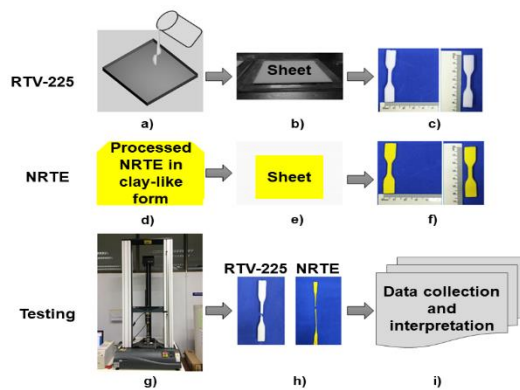 RTV-225
Sheet
a)
b)
c)
NRTE
Processed
NRTE in
clay-like
form
Sheet
d)
e)
f)
Testing
RTV-225 NRTE
Data collection
and
interpretation
g)
h)
i)